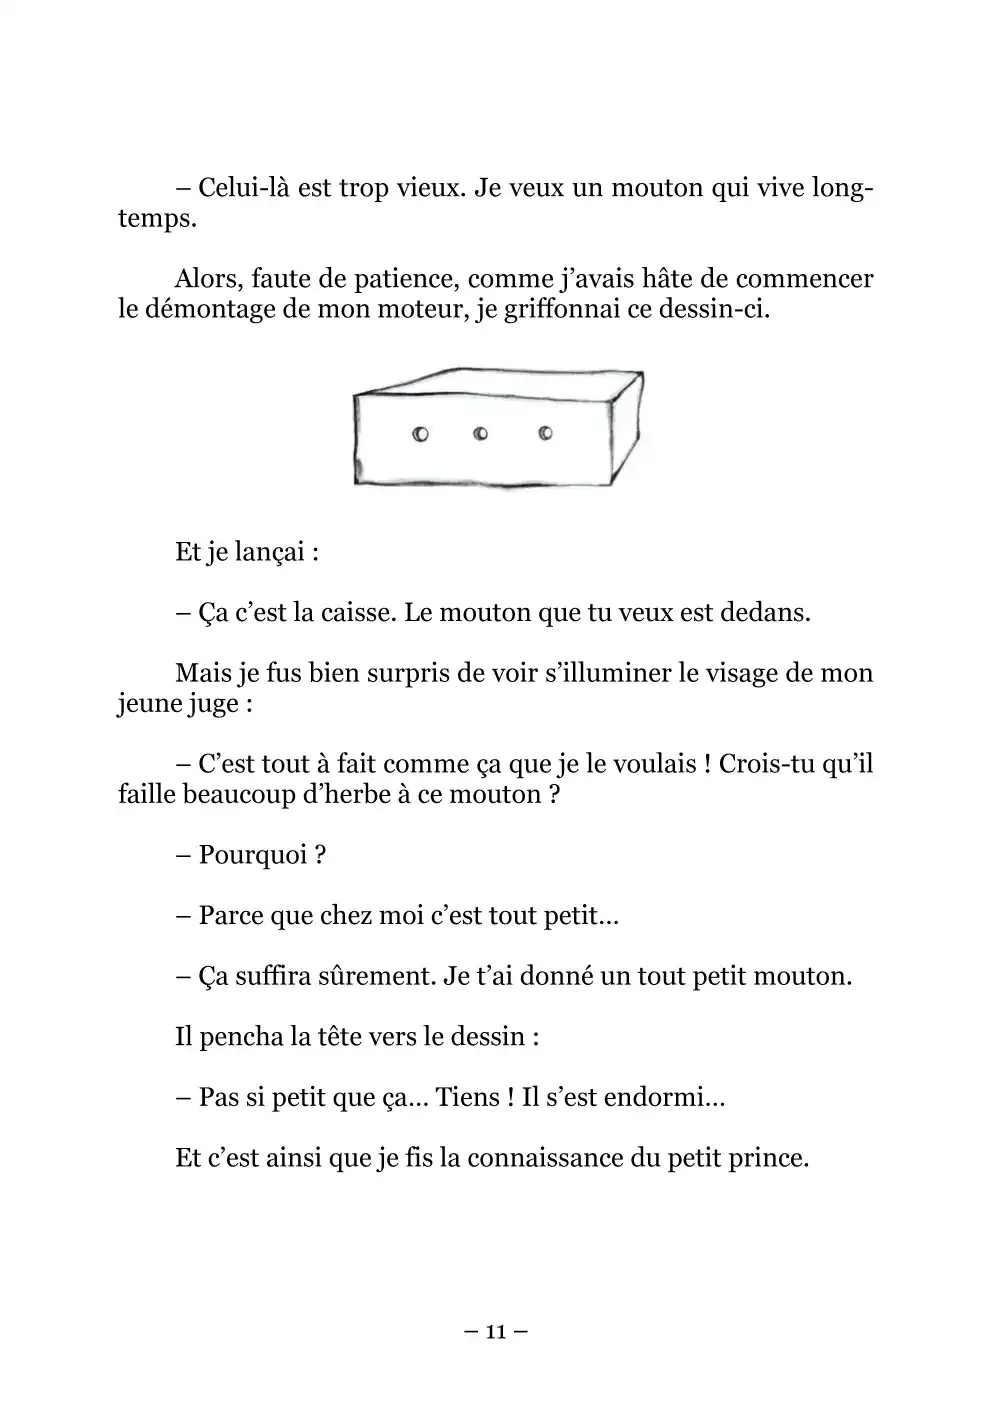 – Celui-là est trop vieux. Je veux un mouton qui vive long-
temps.
Alors, faute de patience, comme j’avais hâte de commencer
le démontage de mon moteur, je griffonnai ce dessin-ci.
Et je lançai :
– Ça c’est la caisse. Le mouton que tu veux est dedans.
Mais je fus bien surpris de voir s’illuminer le visage de mon
jeune juge :
– C’est tout à fait comme ça que je le voulais ! Crois-tu qu’il
faille beaucoup d’herbe à ce mouton ?
– Pourquoi ?
– Parce que chez moi c’est tout petit…
– Ça suffira sûrement. Je t’ai donné un tout petit mouton.
Il pencha la tête vers le dessin :
– Pas si petit que ça… Tiens ! Il s’est endormi…
Et c’est ainsi que je fis la connaissance du petit prince.
– 11 –